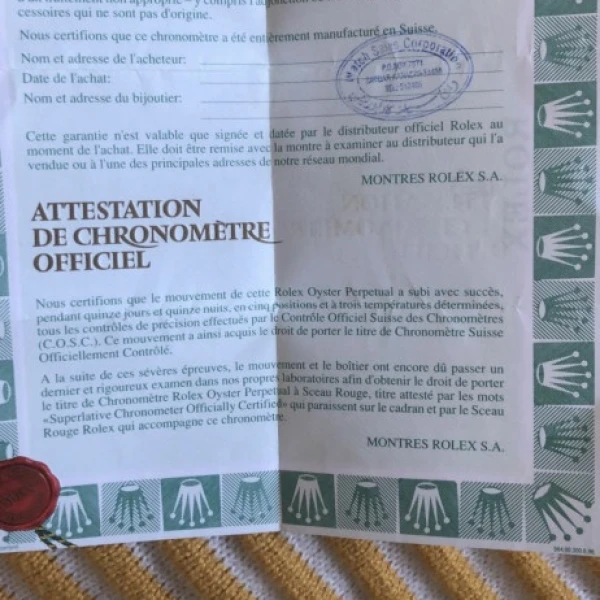 cessoires qui ne sont pas d'origine.
Nous certifions que ce chronomètre a été entièrement manufacturé en Suisse.
Nom et adresse de l'acheteur:
Date de l'achat:
Nom et adresse du bijoutier:
Watch Sales Corporation
Cette garantie n'est valable que signée et datée par le distributeur officiel Rolex au
moment de l'achat. Elle doit être remise avec la montre à examiner au distributeur qui l'a
vendue ou à l'une des principales adresses de notre réseau mondial.
MONTRES ROLEX S.A.
ATTESTATION
DE CHRONOMÈTRE
OFFICIEL
Nous certifions que le mouvement de cette Rolex Oyster Perpetual a subi avec succès,
pendant quinze jours et quinze nuits, en cinq positions et à trois températures déterminées,
tous les contrôles de précision effectués par le Contrôle Officiel Suisse des Chronomètres
(C.O.S.C.). Ce mouvement a ainsi acquis le droit de porter le titre de Chronomètre Suisse
Officiellement Contrôlé.
A la suite de ces sévères épreuves, le mouvement et le boîtier ont encore dû passer un
dernier et rigoureux examen dans nos propres laboratoires afin d'obtenir le droit de porter
le titre de Chronomètre Rolex Oyster Perpetual à Sceau Rouge, titre attesté par les mots
«Superlative Chronometer Officially Certified» qui paraissent sur le cadran et par le Sceau
Rouge Rolex qui accompagne ce chronomètre.
MONTRES ROLEX S.A.